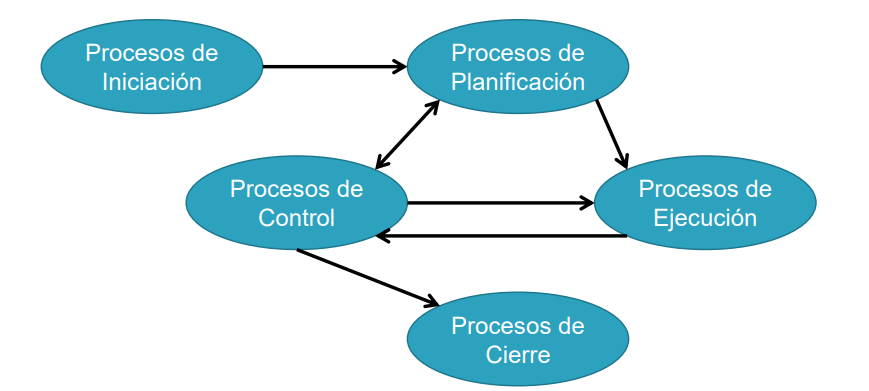 Procesos de
Iniciación
Procesos de
Planificación
Procesos de
Control
Procesos de
Ejecución
Procesos de
Cierre